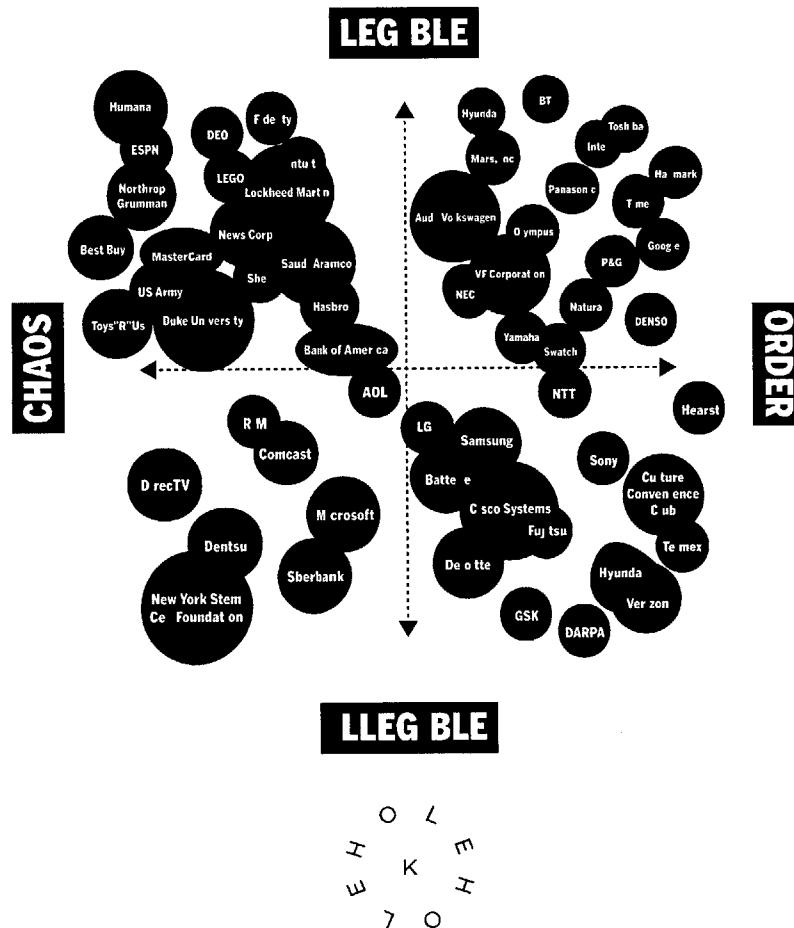 LEG BLE
Humana
BT
Hyunda
F de ty
DEO
Tosh ba
Inte
ESPN
ntu t
Mars, nc
Ha mark
LEGO
Lockheed Mart n
Panason c
Northrop
Grumman
T me
Aud Vo kswagen
News Corp
O ympus
Best Buy
MasterCard
Goog e
Saud Aramco
P&G
She
VF Corporat on
US Army
NEC
Hasbro
Natura
DENSO
Toys"R"Us
Duke Un vers ty
Yamaha
Bank of Amer ca
Swatch
CHAOS
ORDER
AOL
NTT
Hearst
R M
LG
Samsung
Comcast
Sony
Batte e
Cu ture
Conven ence
C ub
D recTV
C sco Systems
M crosoft
Fuj tsu
Dentsu
Te mex
De o tte
Sberbank
Hyunda
New York Stem
Ce Foundat on
Ver zon
GSK
DARPA
LLEG BLE
HOLE
K
HOLE